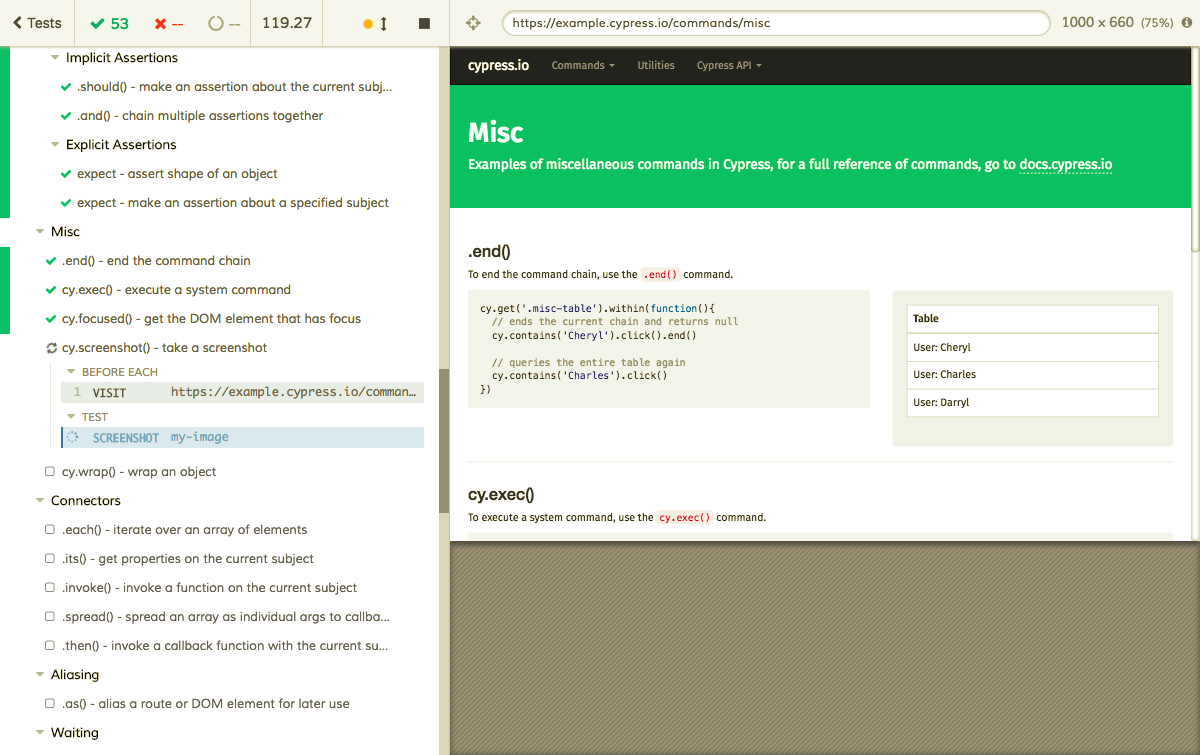 Tests
53
--
--
119.27
https://example.cypress.io/commands/misc
1000 x 660 (75%)
Implicit Assertions
.should() - make an assertion about the current subj...
.and() - chain multiple assertions together
Explicit Assertions
expect - assert shape of an object
expect - make an assertion about a specified subject
Misc
.end() - end the command chain
cy.exec() - execute a system command
cy.focused() - get the DOM element that has focus
cy.screenshot() - take a screenshot
BEFORE EACH
1 VISIT https://example.cypress.io/comman...
TEST
SCREENSHOT my-image
cy.wrap() - wrap an object
Connectors
.each() - iterate over an array of elements
.its() - get properties on the current subject
.invoke() - invoke a function on the current subject
.spread() - spread an array as individual args to callba...
.then() - invoke a callback function with the current su...
Aliasing
.as() - alias a route or DOM element for later use
Waiting
cypress.io Commands Utilities Cypress API
Misc
Examples of miscellaneous commands in Cypress, for a full reference of commands, go to docs.cypress.io
.end()
To end the command chain, use the .end() command.
cy.get('.misc-table').within(function(){
// ends the current chain and returns null
cy.contains('Cheryl').click().end()
// queries the entire table again
cy.contains('Charles').click()
})
Table
User: Cheryl
User: Charles
User: Darryl
cy.exec()
To execute a system command, use the cy.exec() command.